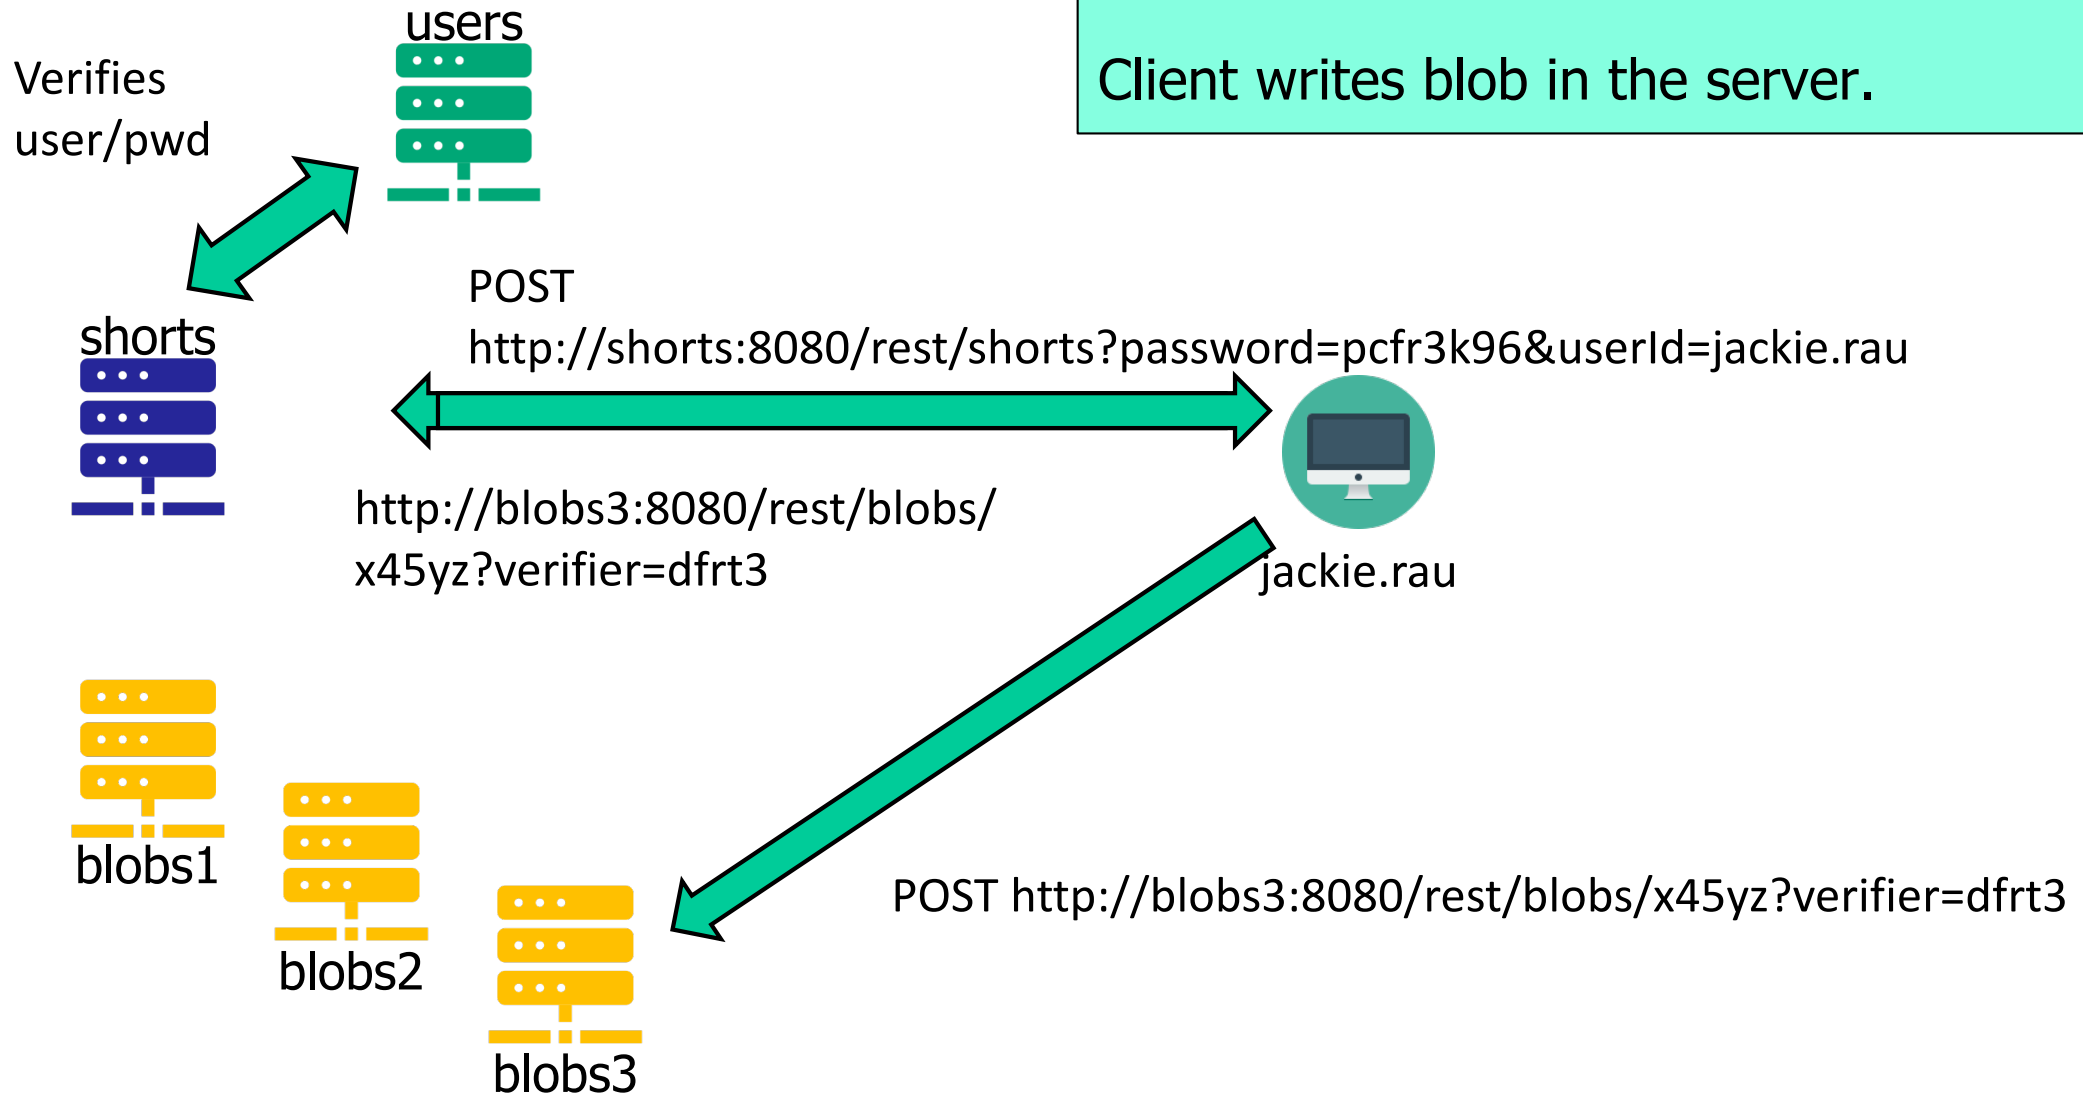 users
Verifies
user/pwd
Client writes blob in the server.
POST
http://shorts:8080/rest/shorts?password=pcfr3k96&userId=jackie.rau
shorts
http://blobs3:8080/rest/blobs/
x45yz?verifier=dfrt3
jackie.rau
blobs1
POST http://blobs3:8080/rest/blobs/x45yz?verifier=dfrt3
blobs2
blobs3